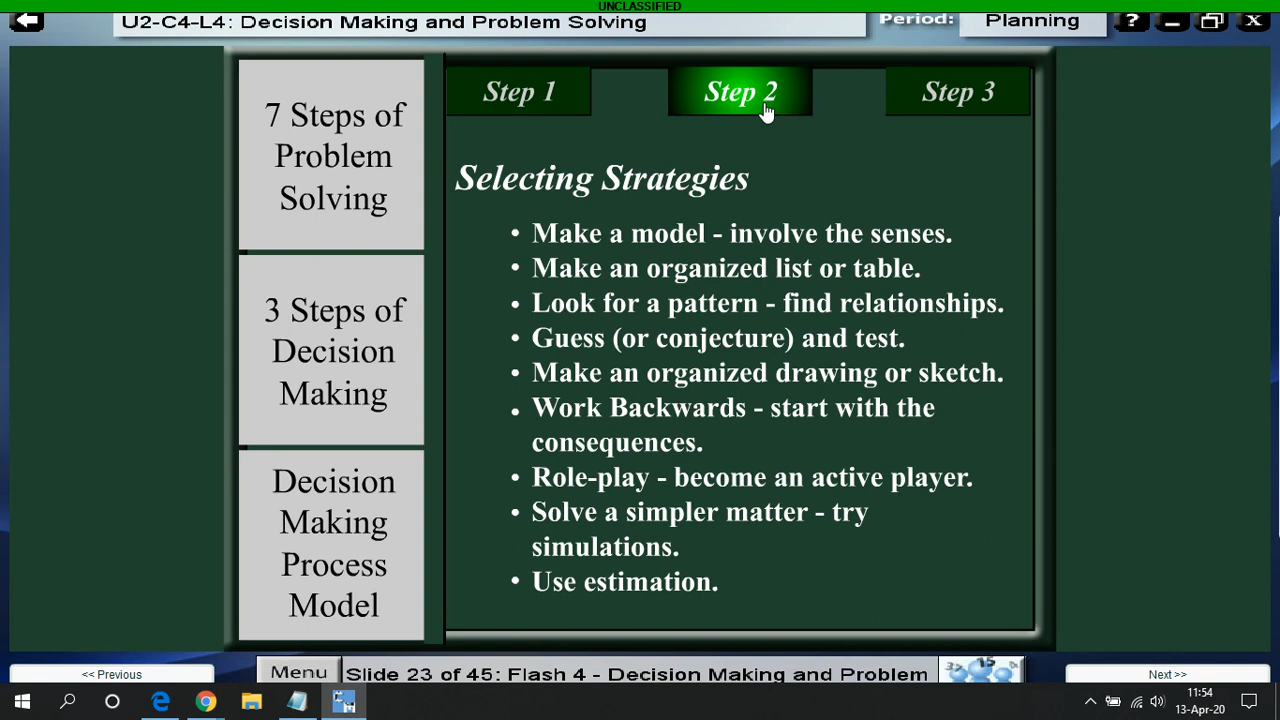 UNCLASSIFIED
U2-C4-L4: Decision Making and Problem Solving
Period:
Planning
?
X
7 Steps of
Problem
Solving
3 Steps of
Decision
Making
Decision
Making
Process
Model
Step 1
Step 2
Step 3
Selecting Strategies
• Make a model - involve the senses.
• Make an organized list or table.
• Look for a pattern - find relationships.
• Guess (or conjecture) and test.
• Make an organized drawing or sketch.
• Work Backwards - start with the
consequences.
• Role-play - become an active player.
• Solve a simpler matter - try
simulations.
• Use estimation.
<< Previous
Menu
Slide 23 of 45: Flash 4 - Decision Making and Problem
Next >>
11:54
13-Apr-20